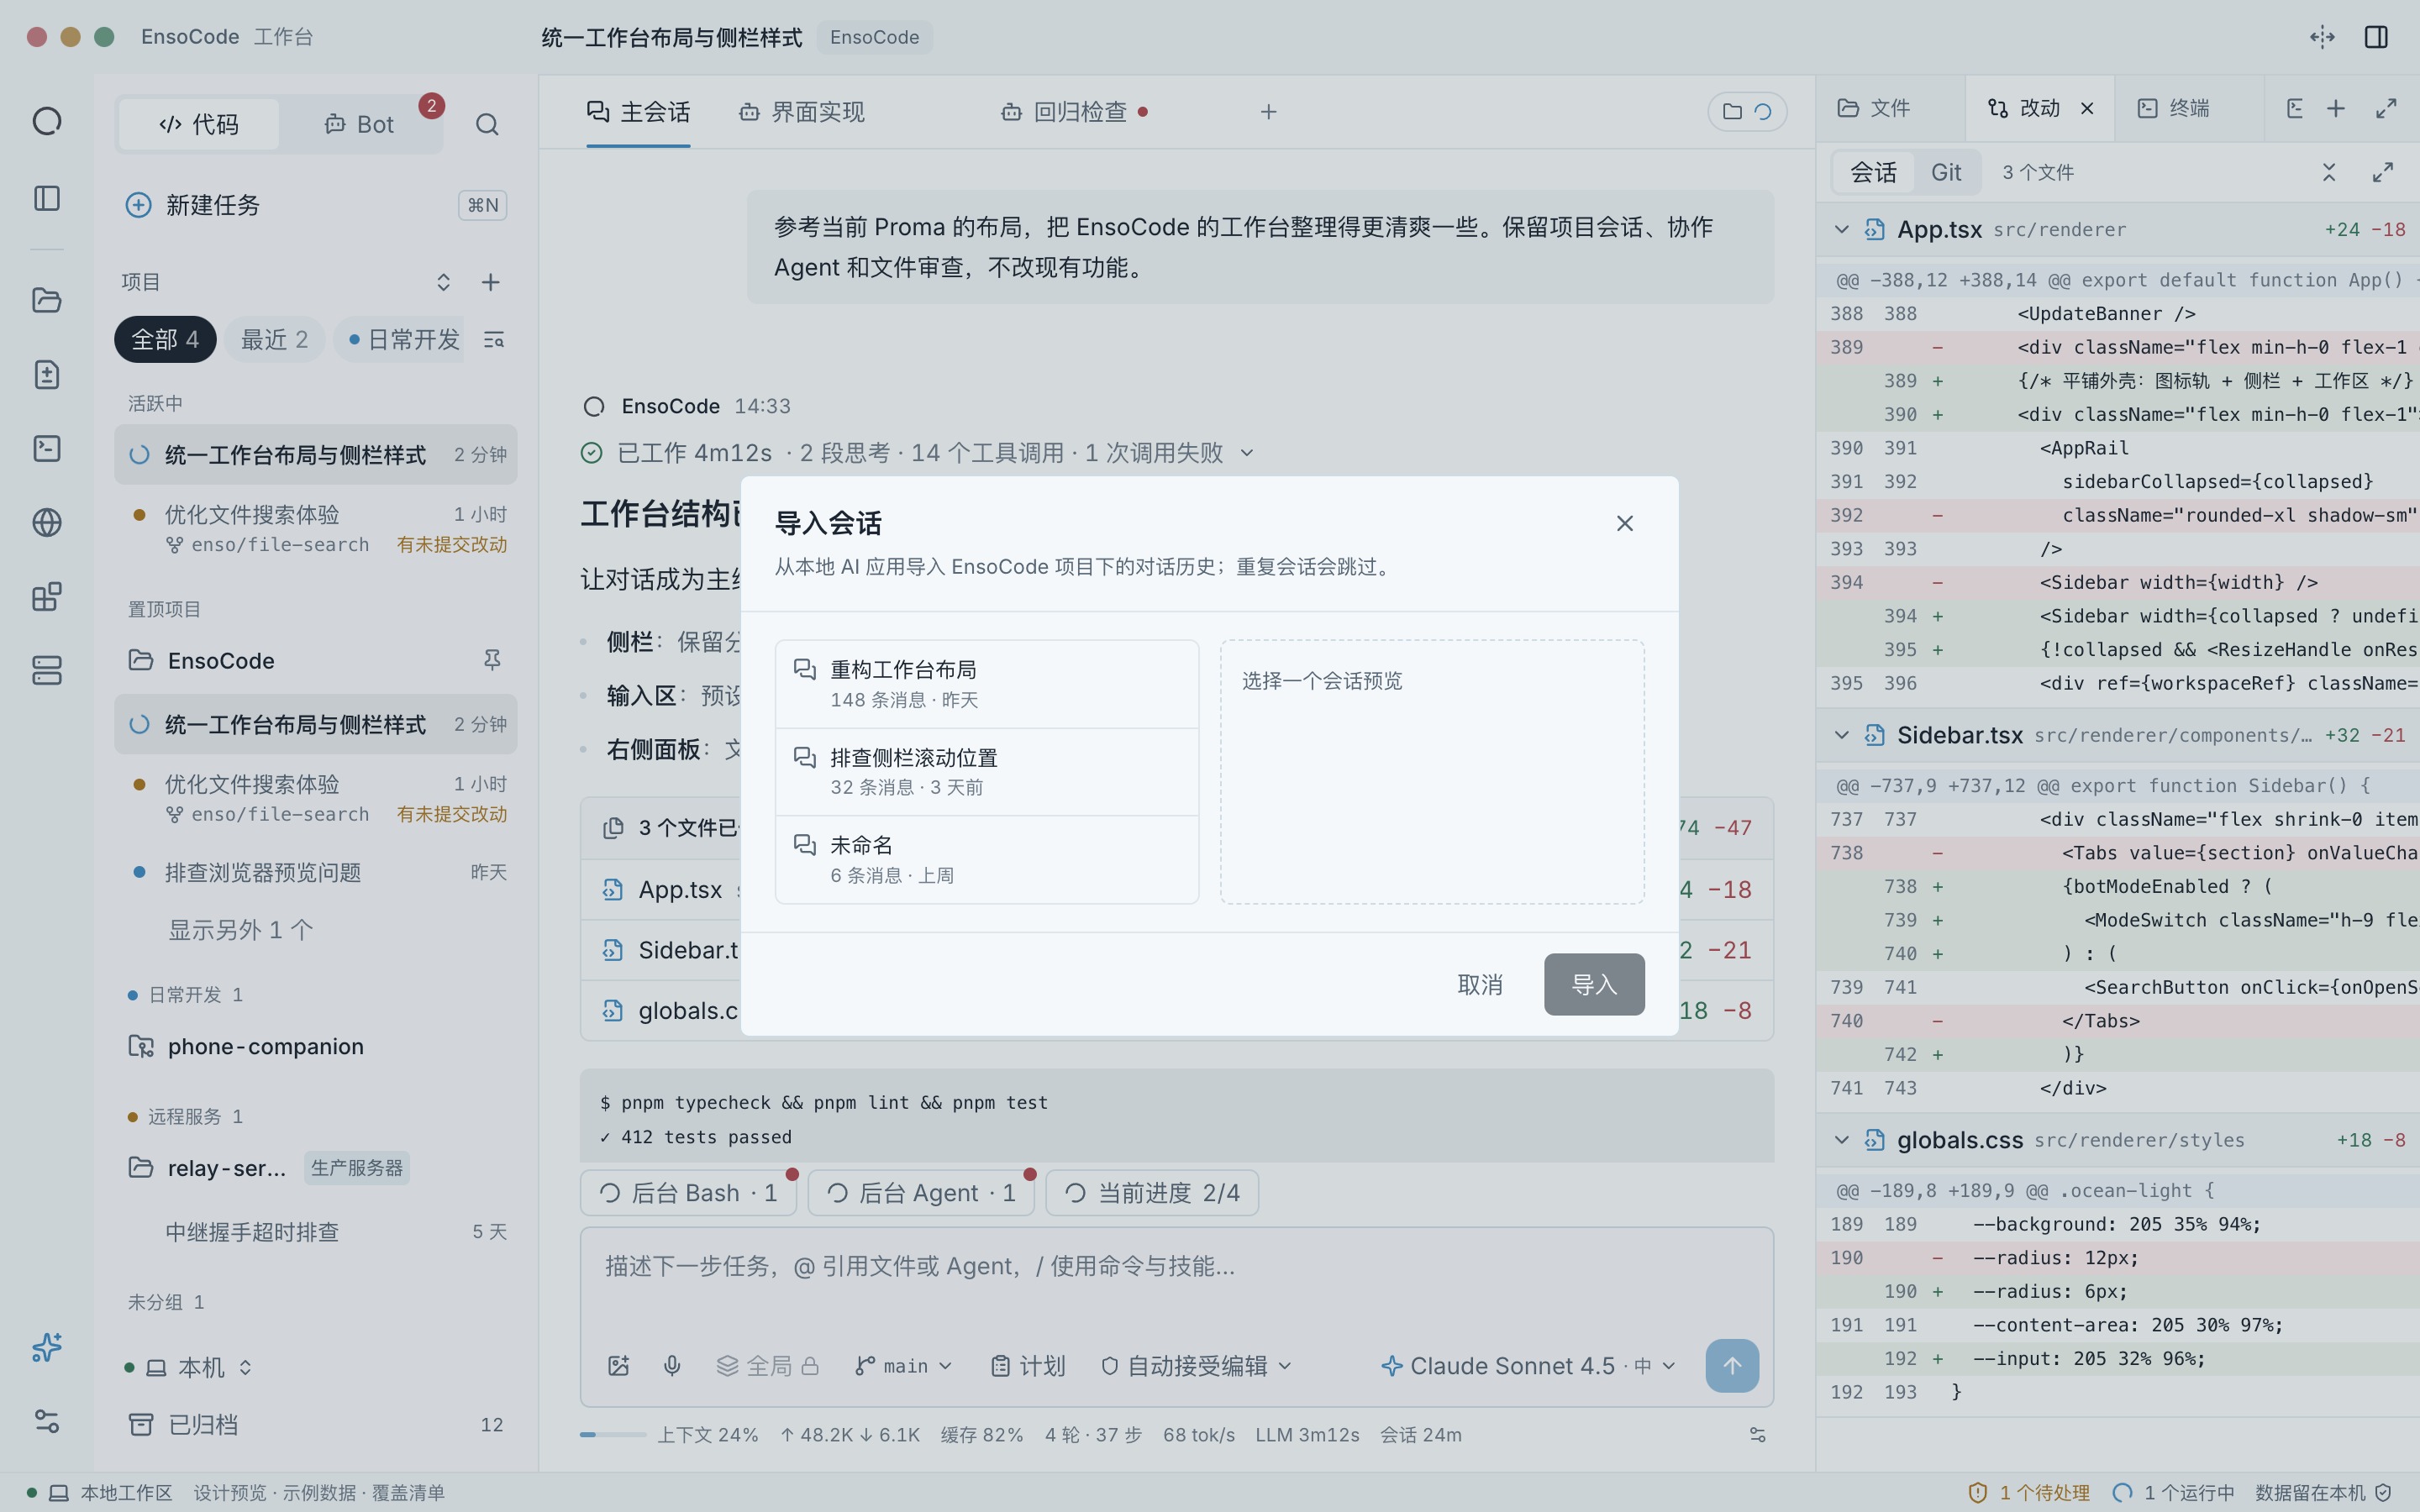 EnsoCode 工作台
统一工作台布局与侧栏样式 EnsoCode
代码
Bot
2
新建任务 ⌘N
项目
全部 4
最近 2
日常开发
活跃中
统一工作台布局与侧栏样式 2 分钟
优化文件搜索体验 1 小时
enso/file-search 有未提交改动
置顶项目
EnsoCode
统一工作台布局与侧栏样式 2 分钟
优化文件搜索体验 1 小时
enso/file-search 有未提交改动
排查浏览器预览问题 昨天
显示另外 1 个
日常开发 1
phone-companion
远程服务 1
relay-ser... 生产服务器
中继握手超时排查 5 天
未分组 1
本机
已归档 12
主会话
界面实现
回归检查
参考当前 Proma 的布局，把 EnsoCode 的工作台整理得更清爽一些。保留项目会话、协作
Agent 和文件审查，不改现有功能。
EnsoCode 14:33
已工作 4m12s · 2 段思考 · 14 个工具调用 · 1 次调用失败
工作台结构
让对话成为主
侧栏：保留
输入区：预
右侧面板：
3 个文件已 −47
App.tsx −18
Sidebar.t −21
globals.c 18 −8
$ pnpm typecheck && pnpm lint && pnpm test
✓ 412 tests passed
后台 Bash · 1
后台 Agent · 1
当前进度 2/4
描述下一步任务，@ 引用文件或 Agent，/ 使用命令与技能...
全局
main
计划
自动接受编辑
Claude Sonnet 4.5 · 中
上下文 24% ↑ 48.2K ↓ 6.1K 缓存 82% 4 轮 · 37 步 68 tok/s LLM 3m12s 会话 24m
导入会话
从本地 AI 应用导入 EnsoCode 项目下的对话历史；重复会话会跳过。
重构工作台布局
148 条消息 · 昨天
排查侧栏滚动位置
32 条消息 · 3 天前
未命名
6 条消息 · 上周
选择一个会话预览
取消
导入
文件
改动
终端
会话
Git
3 个文件
App.tsx src/renderer +24 −18
@@ −388,12 +388,14 @@ export default function App()
388 388 <UpdateBanner />
389 − <div className="flex min-h-0 flex-1
389 + {/* 平铺外壳：图标轨 + 侧栏 + 工作区 */}
390 + <div className="flex min-h-0 flex-1"
390 391 <AppRail
391 392 sidebarCollapsed={collapsed}
392 − className="rounded-xl shadow-sm"
393 393 />
394 − <Sidebar width={width} />
394 + <Sidebar width={collapsed ? undefi
395 + {!collapsed && <ResizeHandle onRes
395 396 <div ref={workspaceRef} className=
Sidebar.tsx src/renderer/components/… +32 −21
@@ −737,9 +737,12 @@ export function Sidebar() {
737 737 <div className="flex shrink-0 item
738 − <Tabs value={section} onValueCha
738 + {botModeEnabled ? (
739 + <ModeSwitch className="h-9 fle
740 + ) : (
739 741 <SearchButton onClick={onOpenS
740 − </Tabs>
742 + )}
741 743 </div>
globals.css src/renderer/styles +18 −8
@@ −189,8 +189,9 @@ .ocean-light {
189 189 --background: 205 35% 94%;
190 − --radius: 12px;
190 + --radius: 6px;
191 191 --content-area: 205 30% 97%;
192 + --input: 205 32% 96%;
192 193 }
本地工作区 设计预览 · 示例数据 · 覆盖清单
1 个待处理 1 个运行中 数据留在本机